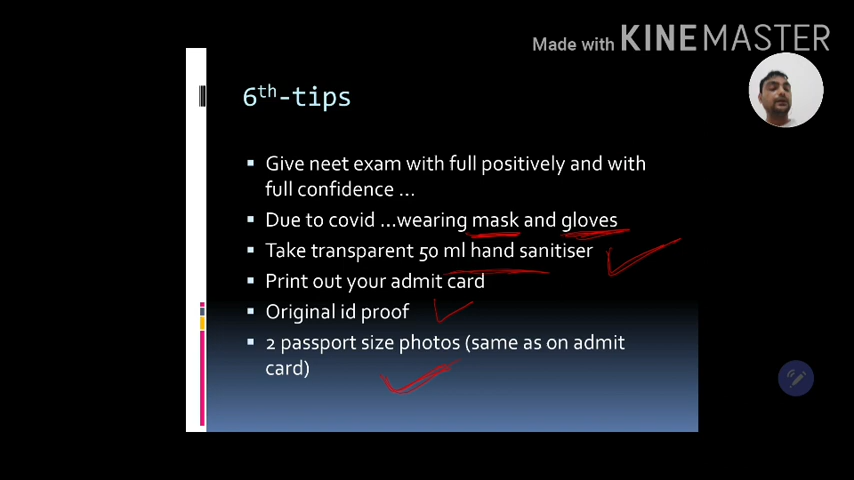 Made with KINEMASTER
6th-tips
Give neet exam with full positively and with
full confidence ...
Due to covid ...wearing mask and gloves
Take transparent 50 ml hand sanitiser
Print out your admit card
Original id proof
2 passport size photos (same as on admit
card)